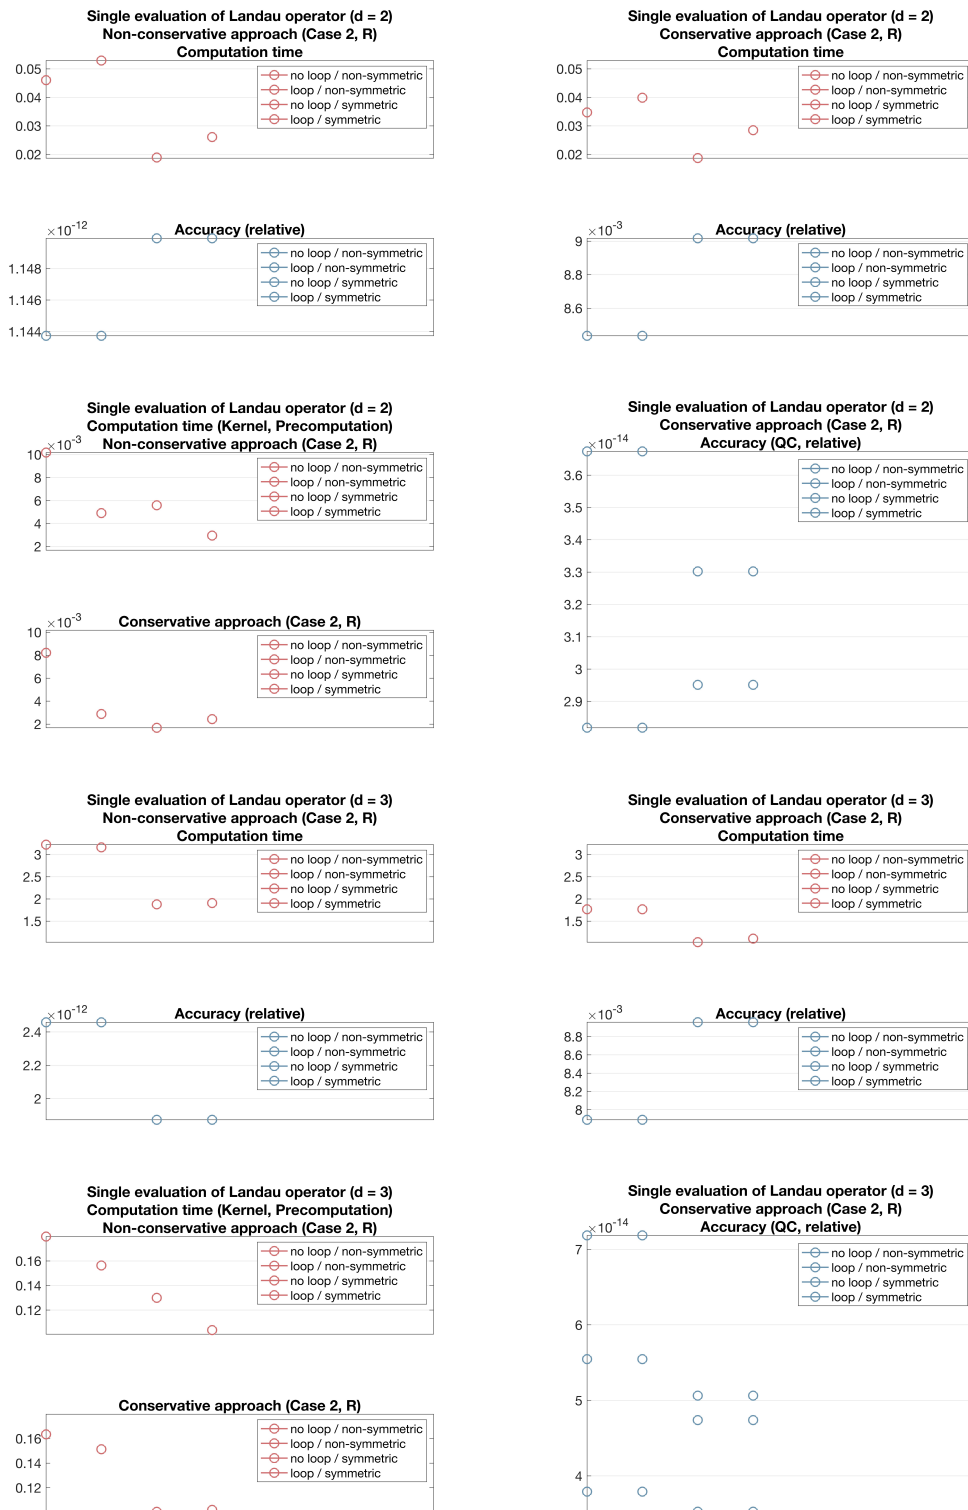 Single evaluation of Landau operator (d = 2)
Non-conservative approach (Case 2, R)
Computation time
0.05
0.04
0.03
0.02
no loop / non-symmetric
loop / non-symmetric
no loop / symmetric
loop / symmetric
Single evaluation of Landau operator (d = 2)
Conservative approach (Case 2, R)
Computation time
0.05
0.04
0.03
0.02
no loop / non-symmetric
loop / non-symmetric
no loop / symmetric
loop / symmetric
Accuracy (relative)
×10-12
1.148
1.146
1.144
no loop / non-symmetric
loop / non-symmetric
no loop / symmetric
loop / symmetric
Accuracy (relative)
×10-3
9
8.8
8.6
no loop / non-symmetric
loop / non-symmetric
no loop / symmetric
loop / symmetric
Single evaluation of Landau operator (d = 2)
Computation time (Kernel, Precomputation)
Non-conservative approach (Case 2, R)
×10-3
10
8
6
4
2
no loop / non-symmetric
loop / non-symmetric
no loop / symmetric
loop / symmetric
Single evaluation of Landau operator (d = 2)
Conservative approach (Case 2, R)
Accuracy (QC, relative)
×10-14
3.6
3.5
3.4
3.3
3.2
3.1
3
2.9
no loop / non-symmetric
loop / non-symmetric
no loop / symmetric
loop / symmetric
Conservative approach (Case 2, R)
×10-3
10
8
6
4
2
no loop / non-symmetric
loop / non-symmetric
no loop / symmetric
loop / symmetric
Single evaluation of Landau operator (d = 3)
Non-conservative approach (Case 2, R)
Computation time
3
2.5
2
1.5
no loop / non-symmetric
loop / non-symmetric
no loop / symmetric
loop / symmetric
Single evaluation of Landau operator (d = 3)
Conservative approach (Case 2, R)
Computation time
3
2.5
2
1.5
no loop / non-symmetric
loop / non-symmetric
no loop / symmetric
loop / symmetric
Accuracy (relative)
×10-12
2.4
2.2
2
no loop / non-symmetric
loop / non-symmetric
no loop / symmetric
loop / symmetric
Accuracy (relative)
×10-3
8.8
8.6
8.4
8.2
8
no loop / non-symmetric
loop / non-symmetric
no loop / symmetric
loop / symmetric
Single evaluation of Landau operator (d = 3)
Computation time (Kernel, Precomputation)
Non-conservative approach (Case 2, R)
0.16
0.14
0.12
no loop / non-symmetric
loop / non-symmetric
no loop / symmetric
loop / symmetric
Single evaluation of Landau operator (d = 3)
Conservative approach (Case 2, R)
Accuracy (QC, relative)
×10-14
7
6
5
4
no loop / non-symmetric
loop / non-symmetric
no loop / symmetric
loop / symmetric
Conservative approach (Case 2, R)
0.16
0.14
0.12
no loop / non-symmetric
loop / non-symmetric
no loop / symmetric
loop / symmetric